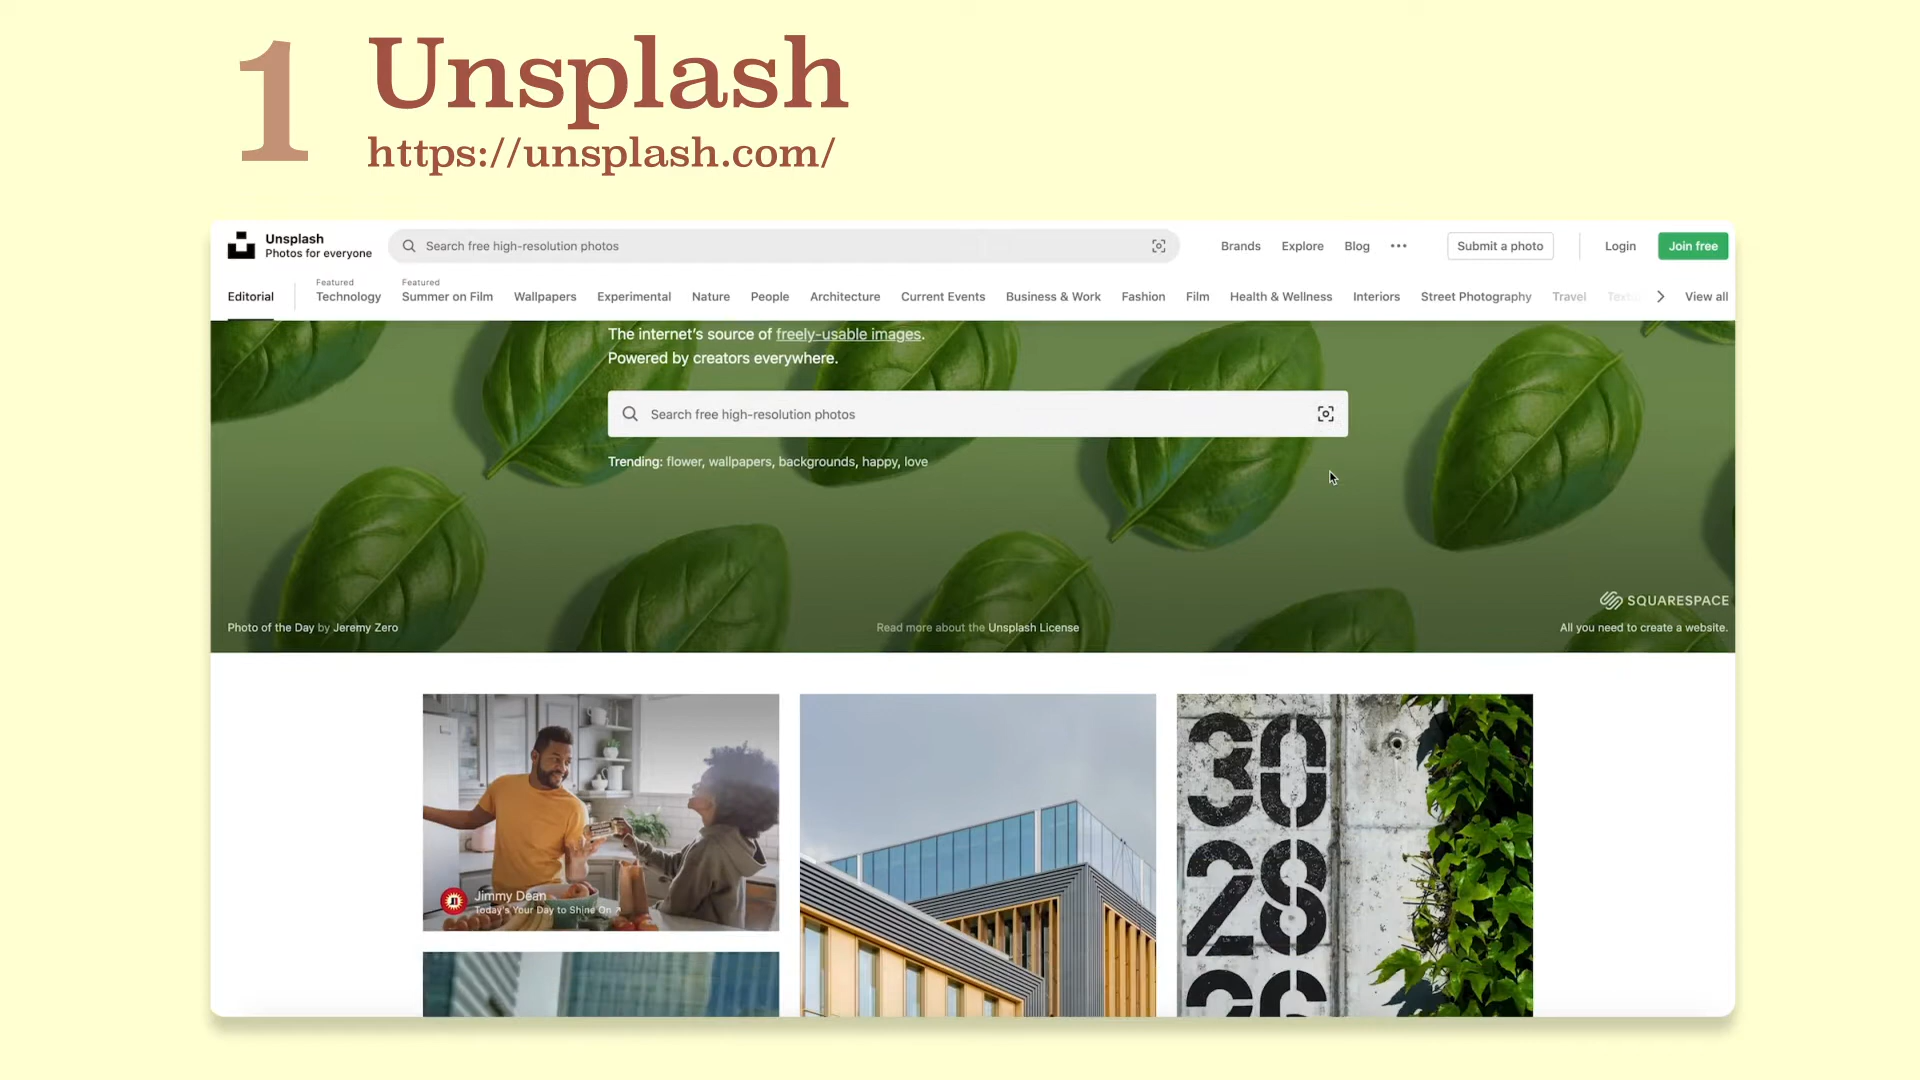 1
Unsplash
https://unsplash.com/
Unsplash
Photos for everyone
Search free high-resolution photos
Brands
Explore
Blog
Submit a photo
Login
Join free
Editorial
Featured
Technology
Featured
Summer on Film
Wallpapers
Experimental
Nature
People
Architecture
Current Events
Business & Work
Fashion
Film
Health & Wellness
Interiors
Street Photography
Travel
View all
The internet’s source of freely-usable images.
Powered by creators everywhere.
Search free high-resolution photos
Trending: flower, wallpapers, backgrounds, happy, love
SQUARESPACE
Photo of the Day by Jeremy Zero
Read more about the Unsplash License
All you need to create a website.
Jimmy Dean
Today's Your Day to Shine On
30
28
26